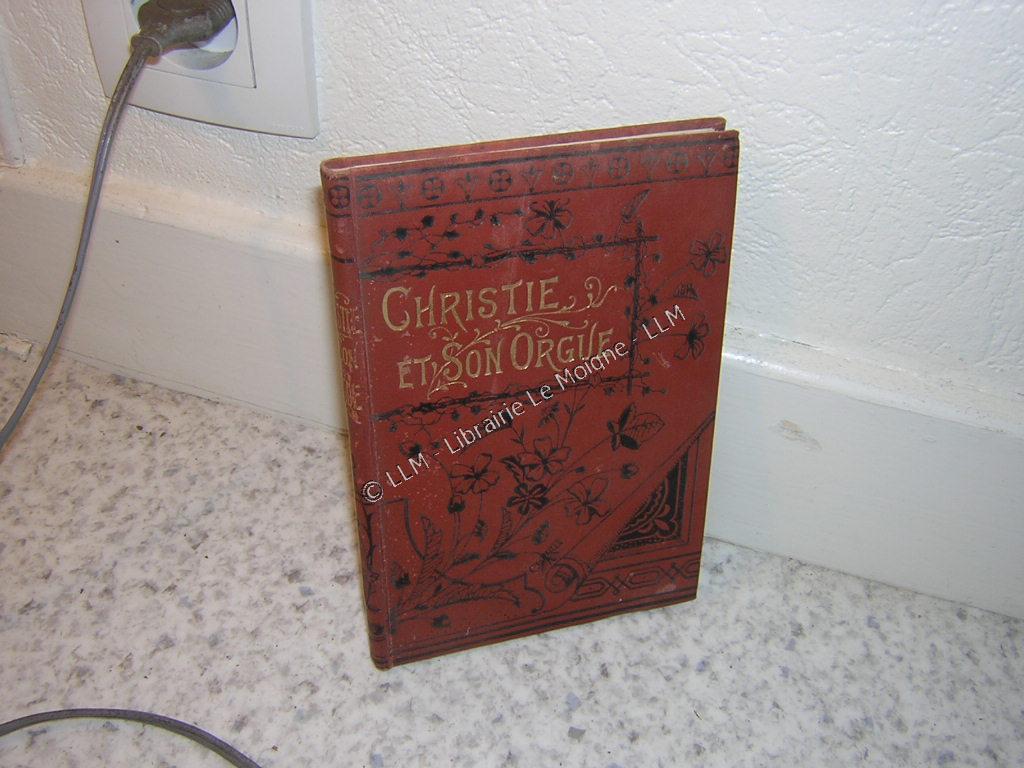 CHRISTIE
ET SON ORGUE
© LLM - Librairie Le Moigne - LLM